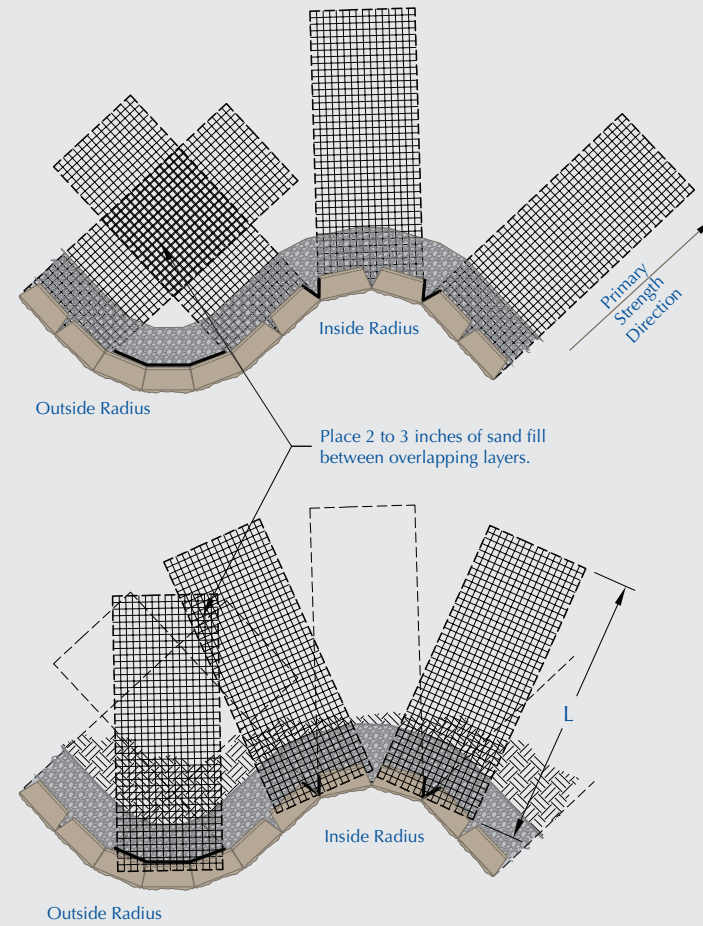 Inside Radius
Primary
Strength
Direction
Outside Radius
Place 2 to 3 inches of sand fill
between overlapping layers.
L
Inside Radius
Outside Radius